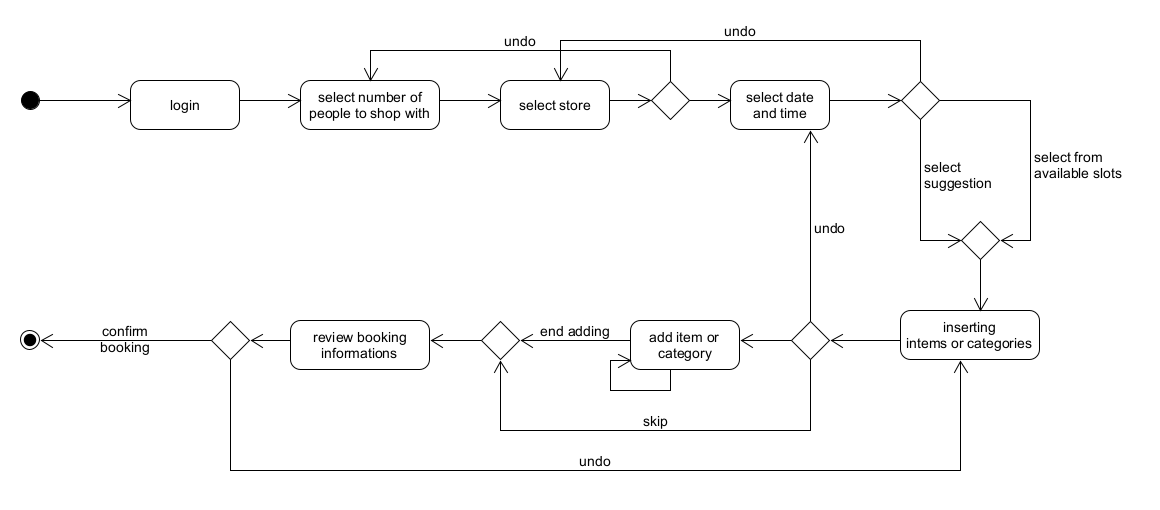 undo
undo
login
select number of
people to shop with
select store
select date
and time
select
suggestion
select from
available slots
undo
confirm
booking
review booking
informations
end adding
add item or
category
inserting
intems or categories
skip
undo